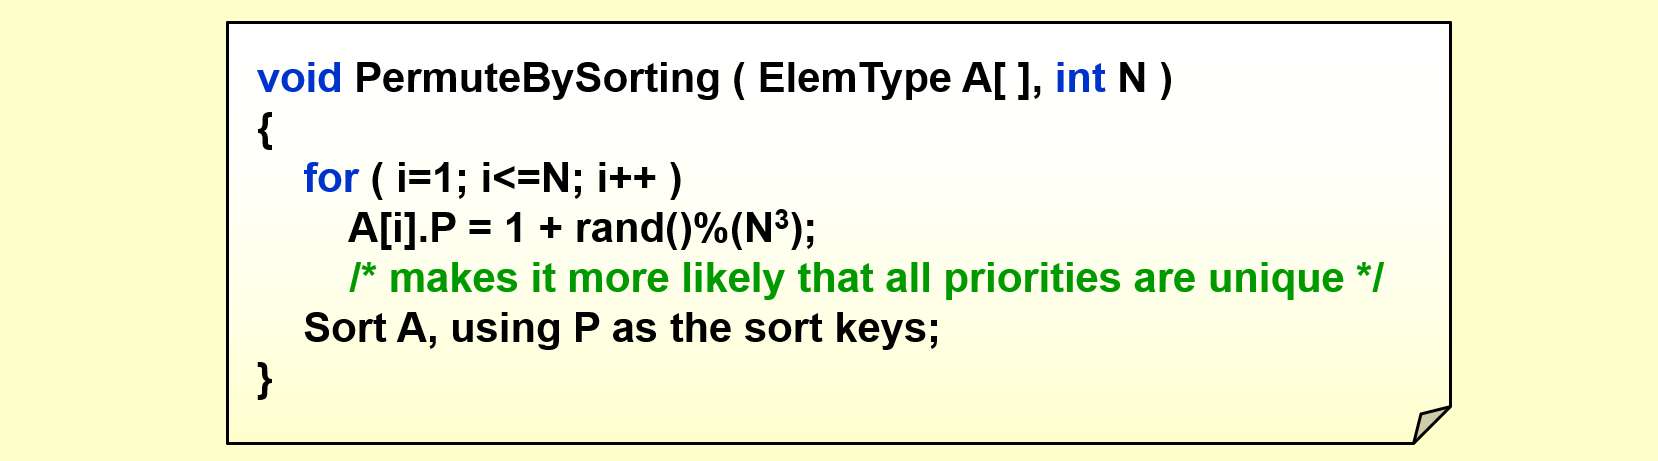 void PermuteBySorting ( ElemType A[ ], int N )
{
for ( i=1; i<=N; i++ )
A[i].P = 1 + rand()%(N³);
/* makes it more likely that all priorities are unique */
Sort A, using P as the sort keys;
}